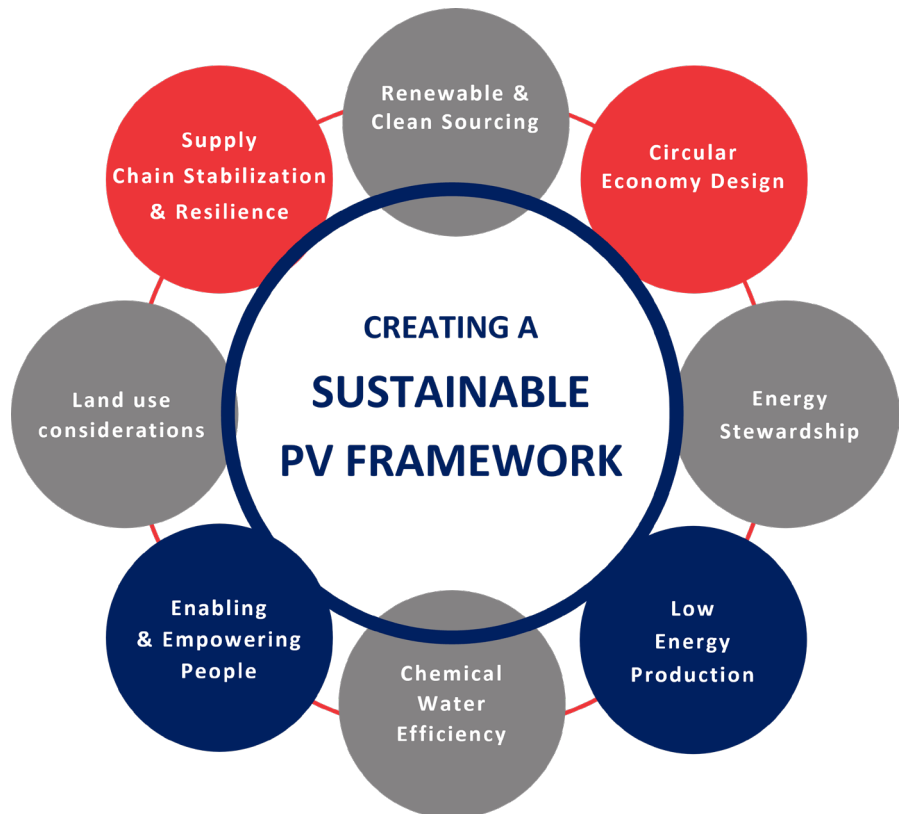 Renewable &
Clean Sourcing
Supply
Chain Stabilization
& Resilience
Circular
Economy Design
CREATING A
SUSTAINABLE
PV FRAMEWORK
Land use
considerations
Energy
Stewardship
Enabling
& Empowering
People
Low
Energy
Production
Chemical
Water
Efficiency